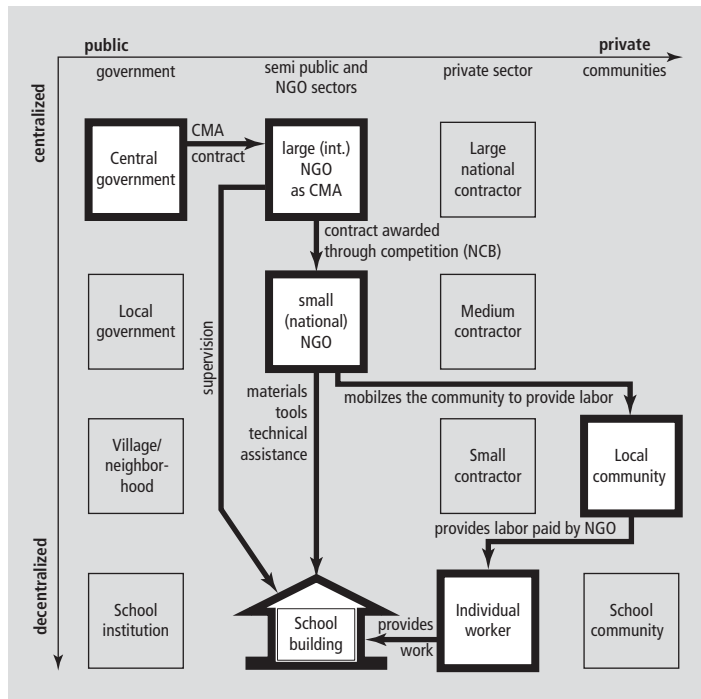 public
private
government
semi public and
NGO sectors
private sector
communities
centralized
decentralized
Central
government
CMA
contract
large (int.)
NGO
as CMA
Large
national
contractor
contract awarded
through competition (NCB)
Local
government
supervision
small
(national)
NGO
Medium
contractor
materials
tools
technical
assistance
mobilzes the community to provide labor
Village/
neighbor-
hood
Small
contractor
Local
community
provides labor paid by NGO
School
institution
School
building
provides
work
Individual
worker
School
community